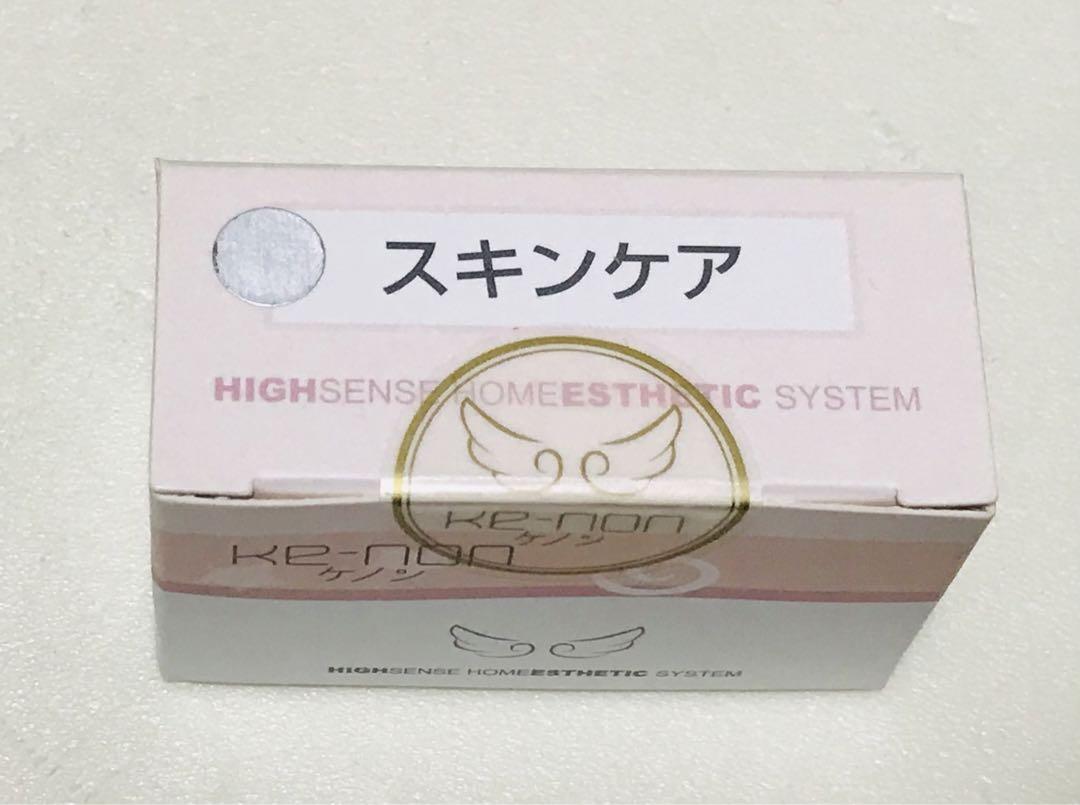 スキンケア
HIGHSENSE HOMEESTHETIC SYSTEM
Ke-non
ケノン
Ke-non
ケノン
HIGHSENSE HOMEESTHETIC SYSTEM